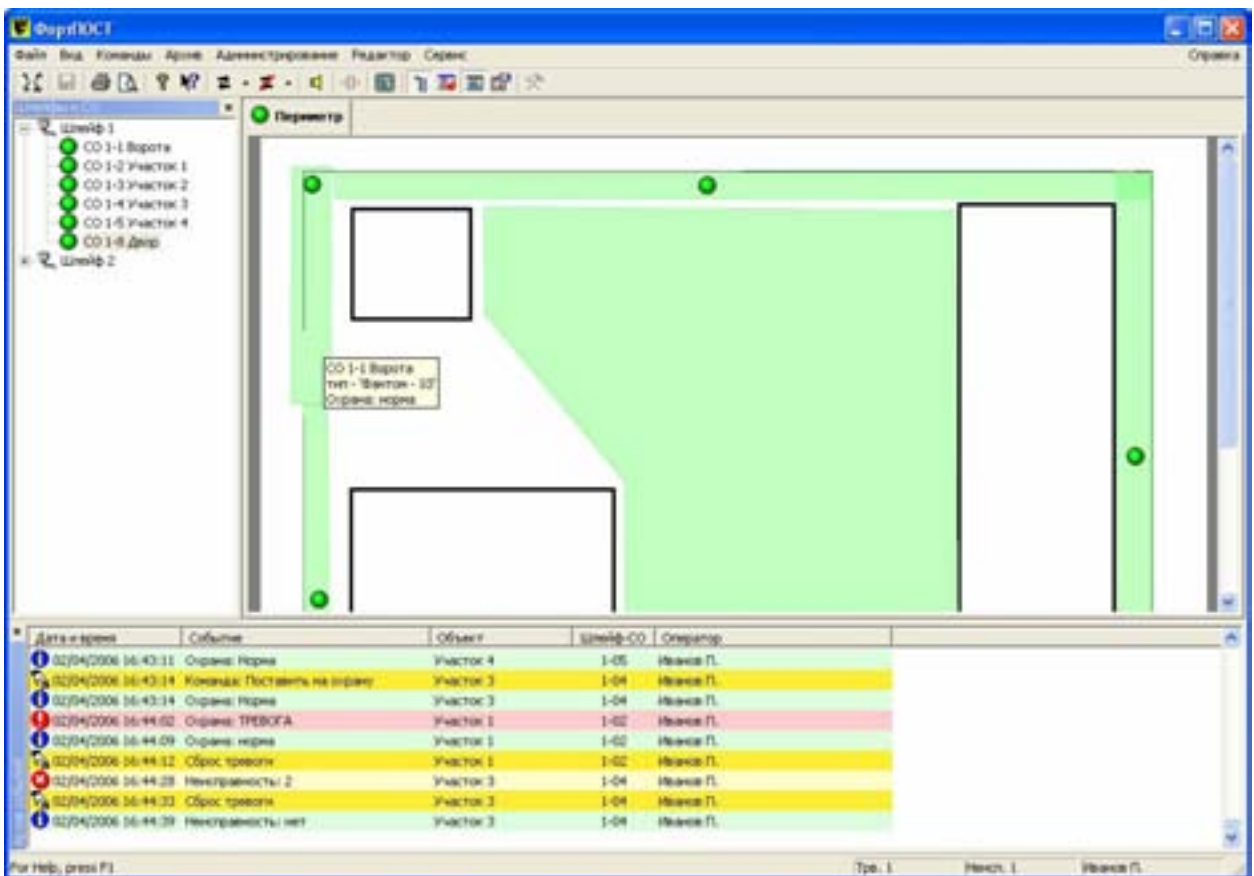 ФортПОСТ
Файл Вид Команды Архив Администрирование Редактор Сервис Справка
Шлейф 1
СО 1-1 Ворота
СО 1-2 Участок 1
СО 1-3 Участок 2
СО 1-4 Участок 3
СО 1-5 Участок 4
СО 1-8 Двор
Шлейф 2
Периметр
СО 1-1 Ворота
тип - 'Фантом - 10'
Охрана: норма
Дата и время Событие Объект Шлейф-СО Оператор
02/04/2006 16:43:11 Охрана: Норма Участок 4 1-05 Иванов П.
02/04/2006 16:43:14 Команда: Поставить на охрану Участок 3 1-04 Иванов П.
02/04/2006 16:43:14 Охрана: Норма Участок 3 1-04 Иванов П.
02/04/2006 16:44:02 Охрана: ТРЕВОГА Участок 1 1-02 Иванов П.
02/04/2006 16:44:09 Охрана: норма Участок 1 1-02 Иванов П.
02/04/2006 16:44:12 Сброс тревоги Участок 1 1-02 Иванов П.
02/04/2006 16:44:28 Неисправность: 2 Участок 3 1-04 Иванов П.
02/04/2006 16:44:33 Сброс тревоги Участок 3 1-04 Иванов П.
02/04/2006 16:44:39 Неисправность: нет Участок 3 1-04 Иванов П.
For Help, press F1 Трв. 1 Неисп. 1 Иванов П.